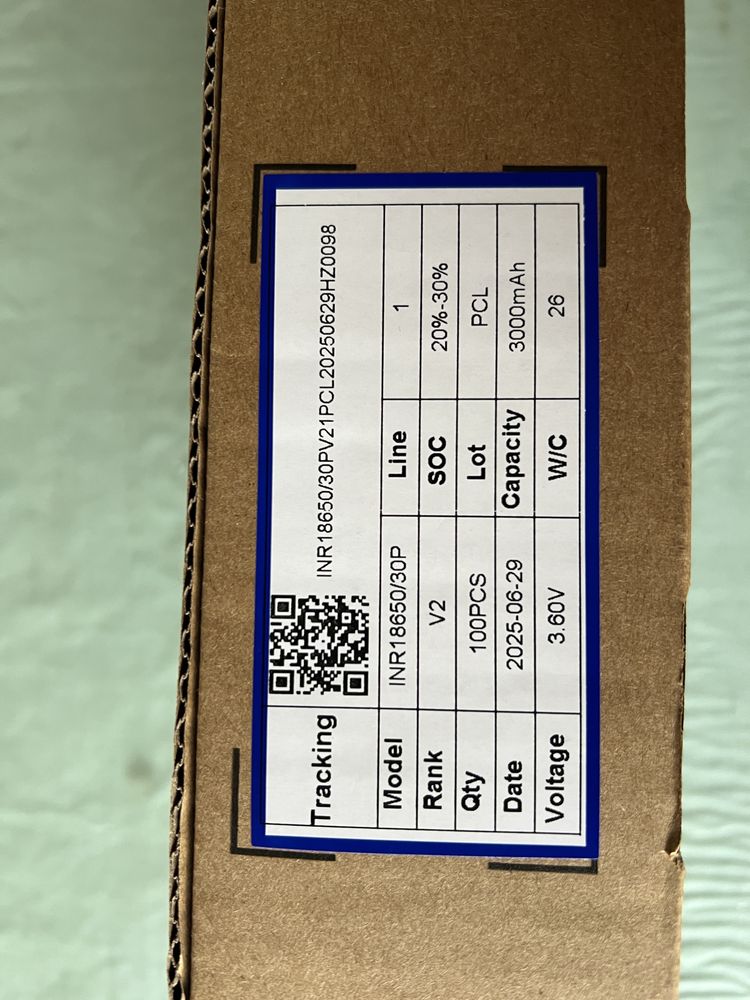 Tracking INR18650/30PV21PCL20250629HZ0098
Model INR18650/30P Line 1
Rank V2 SOC 20%-30%
Qty 100PCS Lot PCL
Date 2025-06-29 Capacity 3000mAh
Voltage 3.60V W/C 26